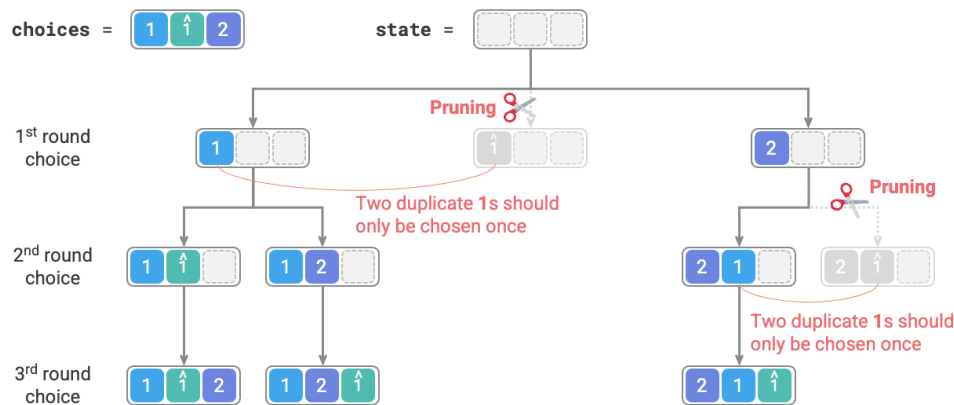 choices = 1 1̂ 2
state =
Pruning
1st round
choice
1
1̂
2
Two duplicate 1s should
only be chosen once
Pruning
2nd round
choice
1 1̂
1 2
2 1
2 1̂
Two duplicate 1s should
only be chosen once
3rd round
choice
1 1̂ 2
1 2 1̂
2 1 1̂